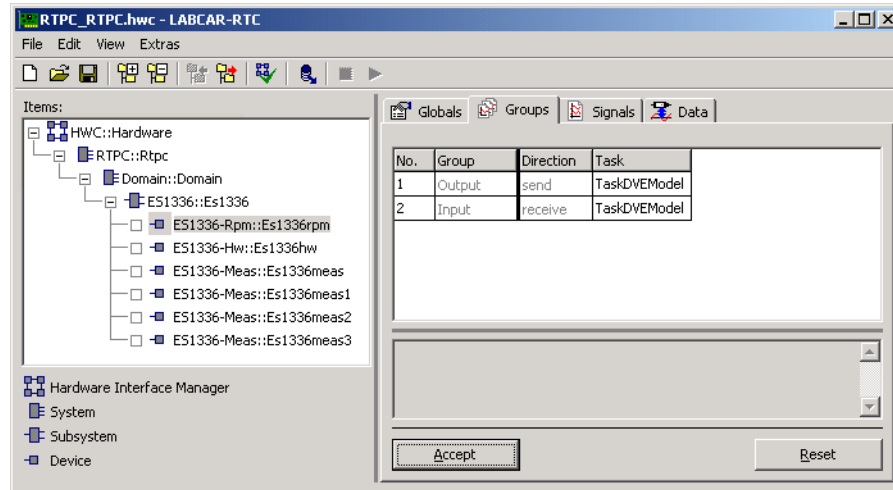 RTPC_RTPC.hwc - LABCAR-RTC
File Edit View Extras
Items:
HWC::Hardware
RTPC::Rtpc
Domain::Domain
ES1336::Es1336
ES1336-Rpm::Es1336rpm
ES1336-Hw::Es1336hw
ES1336-Meas::Es1336meas
ES1336-Meas::Es1336meas1
ES1336-Meas::Es1336meas2
ES1336-Meas::Es1336meas3
Hardware Interface Manager
System
Subsystem
Device
Globals Groups Signals Data
No. Group Direction Task
1 Output send TaskDVEModel
2 Input receive TaskDVEModel
Accept Reset